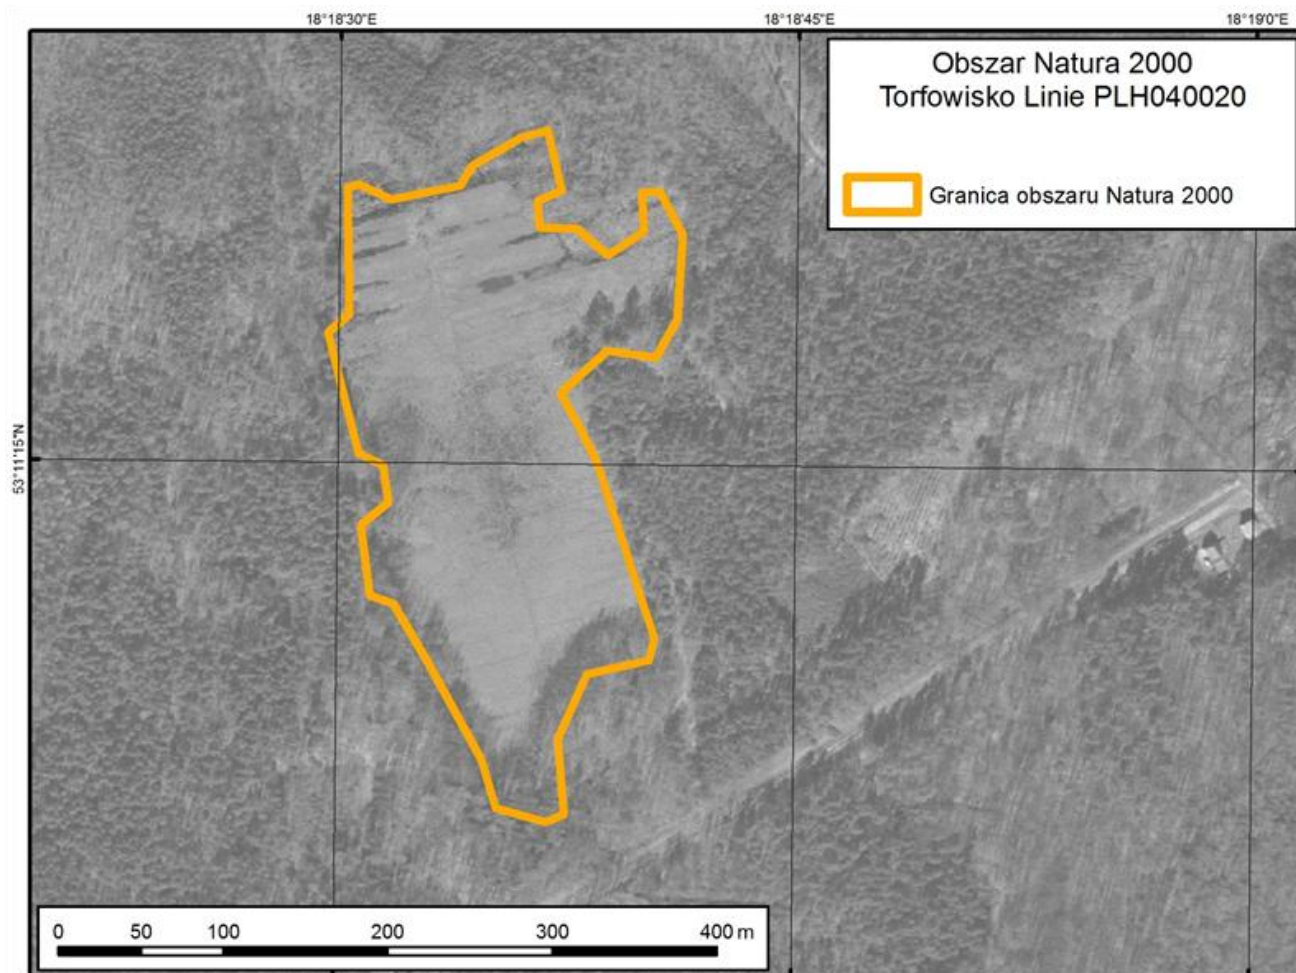 18°18'30"E
18°18'45"E
18°19'0"E
Obszar Natura 2000
Torfowisko Linie PLH040020
Granica obszaru Natura 2000
53°11'15"N
0 50 100 200 300 400 m